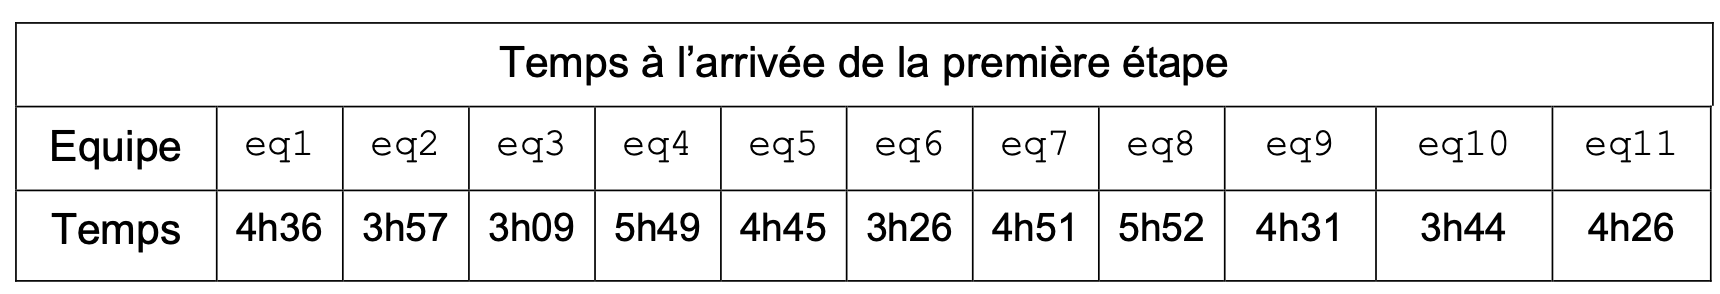 Temps à l’arrivée de la première étape
Equipe eq1 eq2 eq3 eq4 eq5 eq6 eq7 eq8 eq9 eq10 eq11
Temps 4h36 3h57 3h09 5h49 4h45 3h26 4h51 5h52 4h31 3h44 4h26